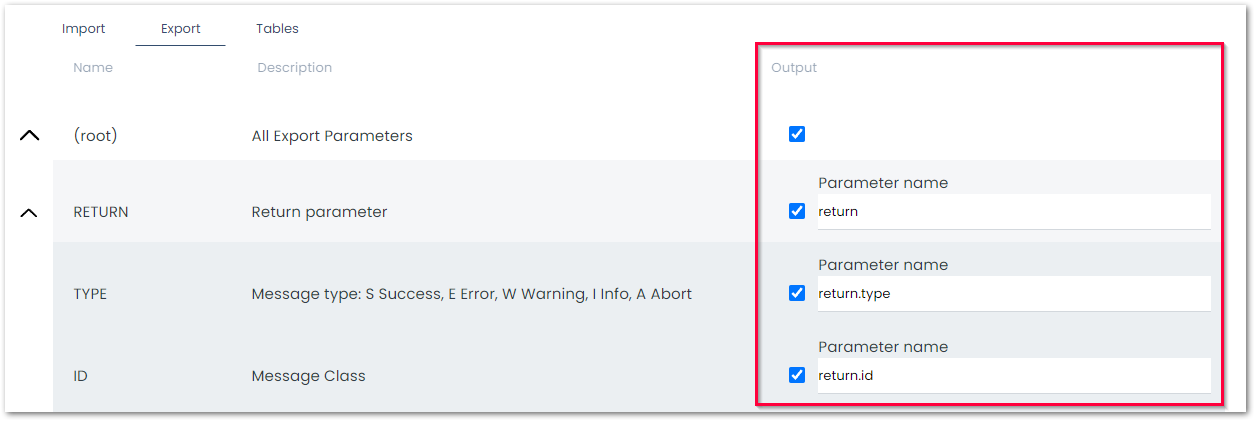 Import Export Tables
Name Description Output
(root) All Export Parameters
Parameter name
RETURN Return parameter return
Parameter name
TYPE Message type: S Success, E Error, W Warning, I Info, A Abort return.type
Parameter name
ID Message Class return.id